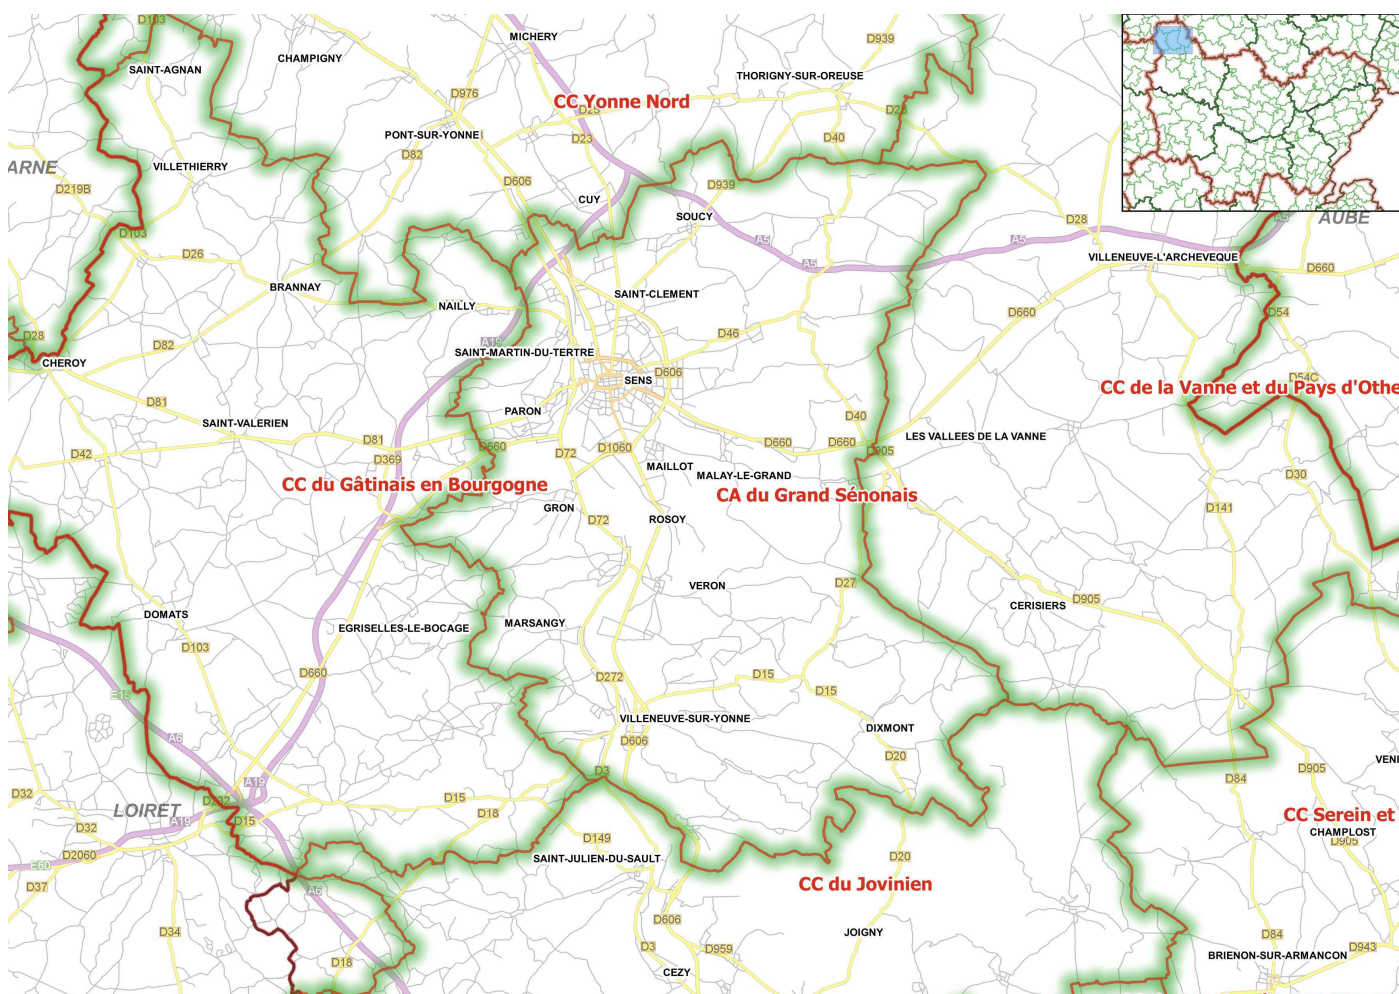 D103
MICHERY
D939
SAINT-AGNAN
CHAMPIGNY
THORIGNY-SUR-OREUSE
D976
CC Yonne Nord
D25
D28
PONT-SUR-YONNE
D23
D40
D82
ARNE
VILLETHIERRY
D219B
D606
D939
CUY
SOUCY
D28
AUBE
A5
D103
A5
A5
A5
D26
VILLENEUVE-L'ARCHEVEQUE
D660
BRANNAY
SAINT-CLEMENT
NAILLY
D660
D54
D28
D46
D82
A19
CHEROY
SAINT-MARTIN-DU-TERTRE
D606
SENS
D54C
CC de la Vanne et du Pays d'Othe
D81
PARON
D40
SAINT-VALERIEN
D81
D660
D1060
D660
D660
LES VALLEES DE LA VANNE
D905
D42
D369
D72
MAILLOT
MALAY-LE-GRAND
D30
CC du Gâtinais en Bourgogne
CA du Grand Sénonais
GRON
D72
ROSOY
D141
VERON
D27
D905
CERISIERS
DOMATS
EGRISELLES-LE-BOCAGE
MARSANGY
D103
D660
D272
D15
E15
D15
VILLENEUVE-SUR-YONNE
DIXMONT
A6
D606
D20
VENI
D3
D84
D905
A19
D32
LOIRET
D232
D15
D18
CC Serein et
D32
A19
D15
D149
CHAMPLOST
D905
D2060
E60
SAINT-JULIEN-DU-SAULT
D20
D37
A6
CC du Jovinien
D34
D606
JOIGNY
D84
D3
D959
D943
D18
CEZY
BRIENON-SUR-ARMANCON